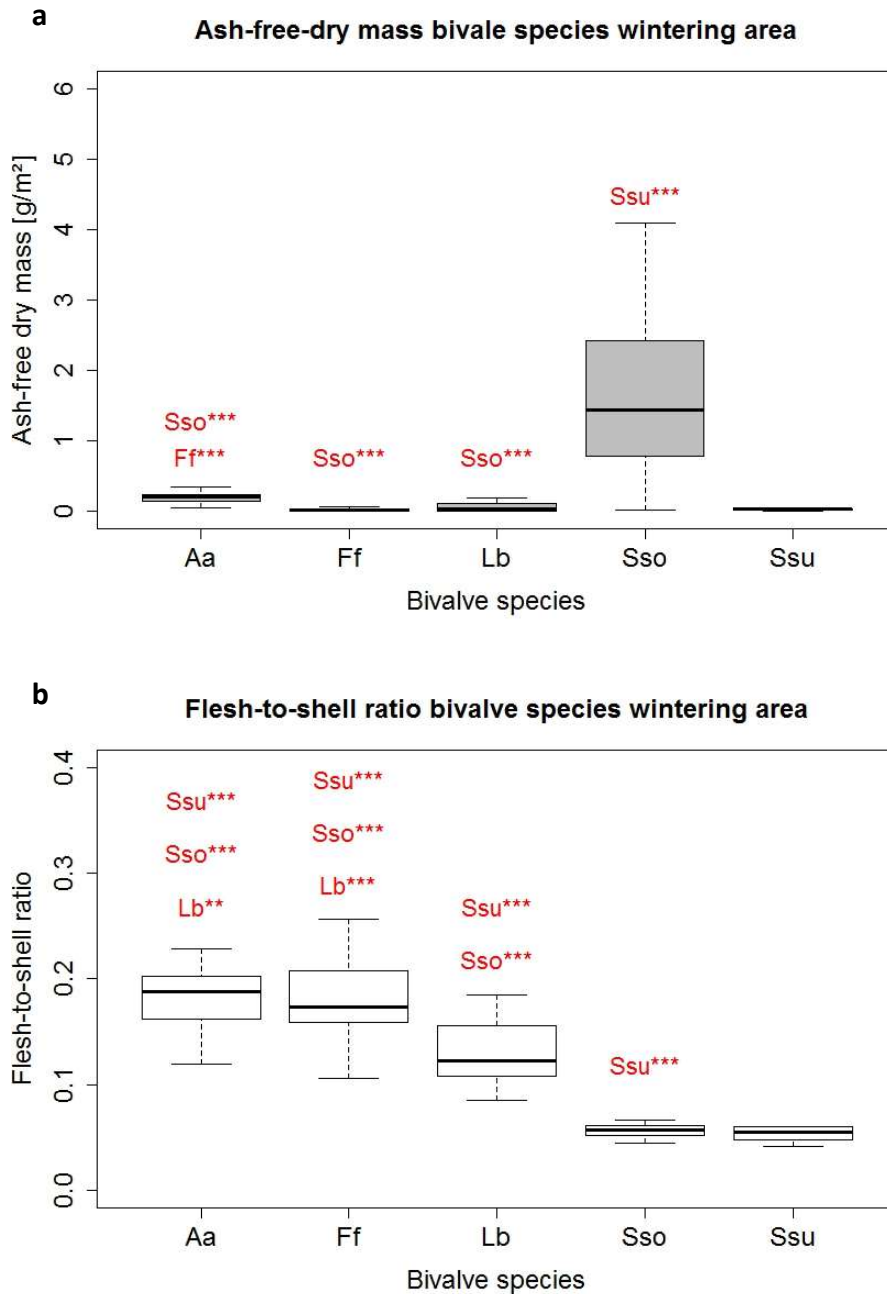 a
Ash-free-dry mass bivale species wintering area
Ash-free dry mass [g/m²]
6
5
4
3
2
1
0
Sso***
Ff***
Sso***
Sso***
Ssu***
Aa Ff Lb Sso Ssu
Bivalve species
b
Flesh-to-shell ratio bivalve species wintering area
Flesh-to-shell ratio
0.4
0.3
0.2
0.1
0.0
Ssu***
Sso***
Lb**
Ssu***
Sso***
Lb***
Ssu***
Sso***
Ssu***
Aa Ff Lb Sso Ssu
Bivalve species